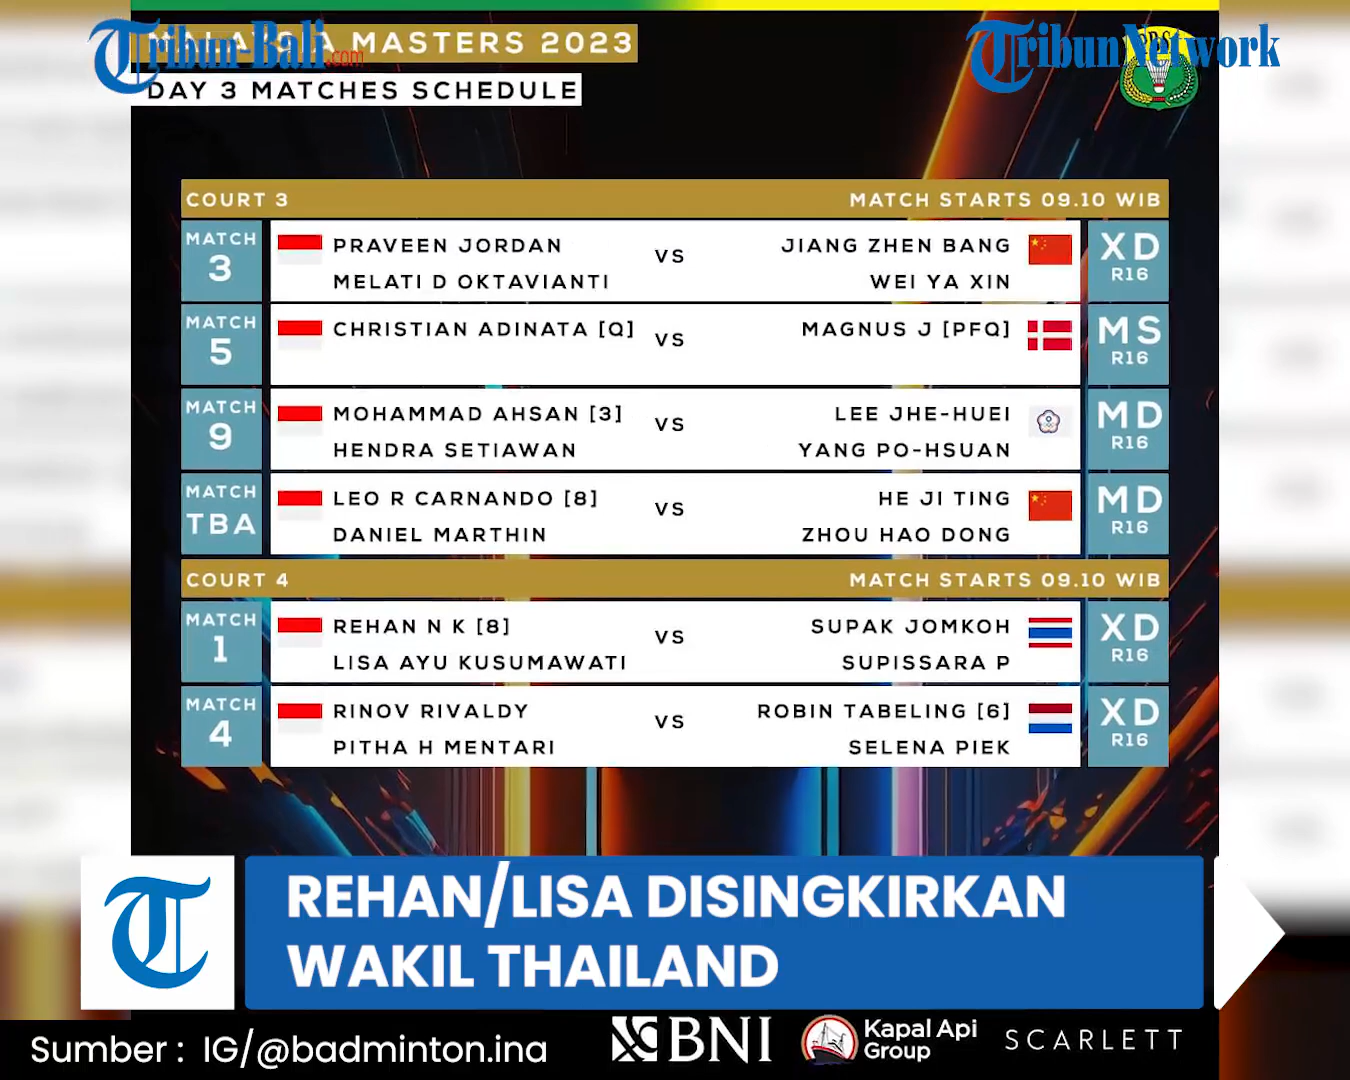 MALAYSIA MASTERS 2023
Tribun-Bali.com
TribunNetwork
PBSI
DAY 3 MATCHES SCHEDULE
COURT 3 MATCH STARTS 09.10 WIB
MATCH 3 PRAVEEN JORDAN VS JIANG ZHEN BANG XD R16
MELATI D OKTAVIANTI WEI YA XIN
MATCH 5 CHRISTIAN ADINATA [Q] VS MAGNUS J [PFQ] MS R16
MATCH 9 MOHAMMAD AHSAN [3] VS LEE JHE-HUEI MD R16
HENDRA SETIAWAN YANG PO-HSUAN
MATCH TBA LEO R CARNANDO [8] VS HE JI TING MD R16
DANIEL MARTHIN ZHOU HAO DONG
COURT 4 MATCH STARTS 09.10 WIB
MATCH 1 REHAN N K [8] VS SUPAK JOMKOH XD R16
LISA AYU KUSUMAWATI SUPISSARA P
MATCH 4 RINOV RIVALDY VS ROBIN TABELING [6] XD R16
PITHA H MENTARI SELENA PIEK
T REHAN/LISA DISINGKIRKAN
WAKIL THAILAND
Sumber : IG/@badminton.ina
BNI
Kapal Api
Group
SCARLETT